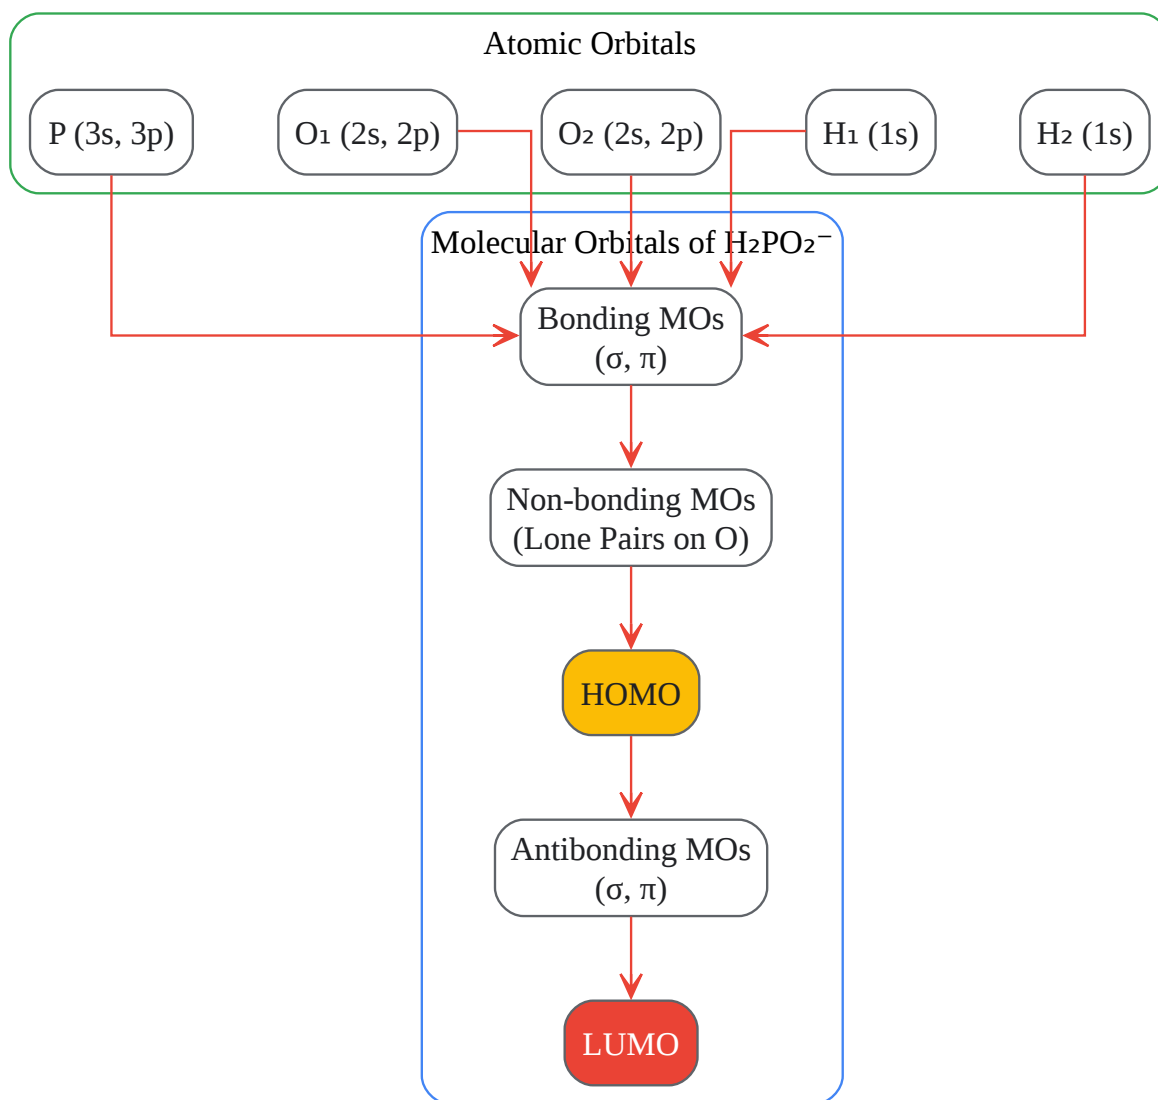 Atomic Orbitals
P (3s, 3p)
O₁ (2s, 2p)
O₂ (2s, 2p)
H₁ (1s)
H₂ (1s)
Molecular Orbitals of H₂PO₂⁻
Bonding MOs
(σ, π)
Non-bonding MOs
(Lone Pairs on O)
HOMO
Antibonding MOs
(σ, π)
LUMO